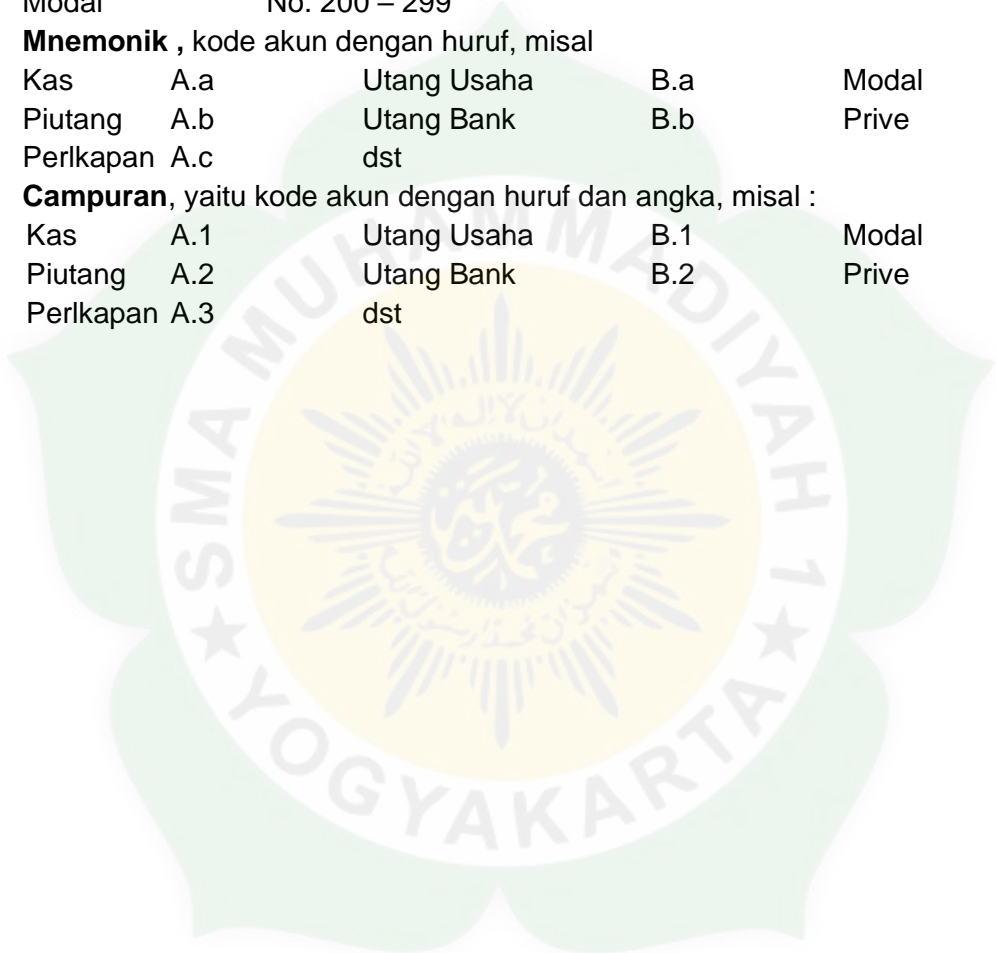 Modal No. 200 – 299
Mnemonik , kode akun dengan huruf, misal
Kas A.a Utang Usaha B.a Modal
Piutang A.b Utang Bank B.b Prive
Perlkapan A.c dst
Campuran, yaitu kode akun dengan huruf dan angka, misal :
Kas A.1 Utang Usaha B.1 Modal
Piutang A.2 Utang Bank B.2 Prive
Perlkapan A.3 dst
SMA MUHAMMADIYAH 1
★ YOGYAKARTA ★